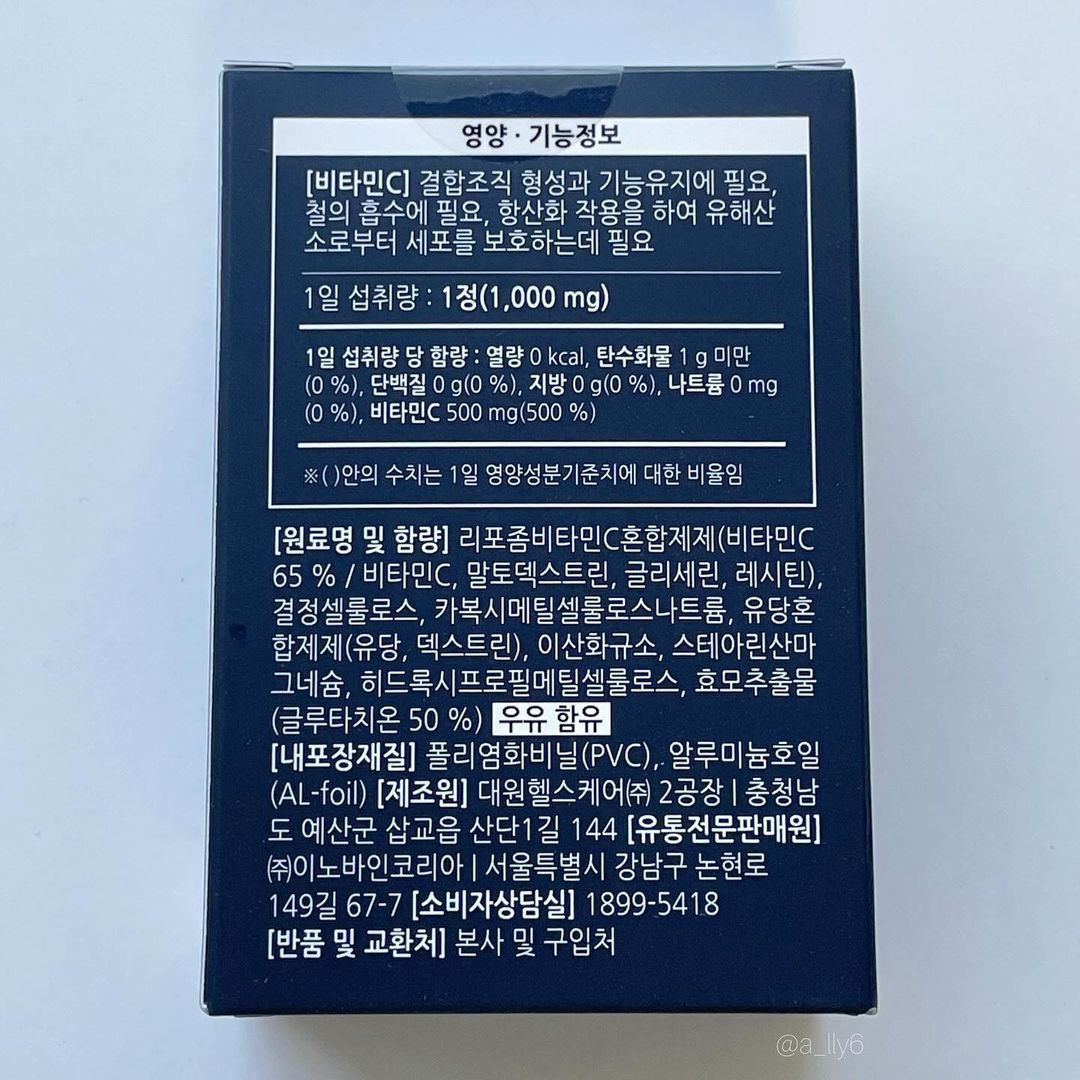 영양 · 기능정보
[비타민C] 결합조직 형성과 기능유지에 필요,
철의 흡수에 필요, 항산화 작용을 하여 유해산
소로부터 세포를 보호하는데 필요
1일 섭취량 : 1정(1,000 mg)
1일 섭취량 당 함량 : 열량 0 kcal, 탄수화물 1 g 미만
(0 %), 단백질 0 g(0 %), 지방 0 g(0 %), 나트륨 0 mg
(0 %), 비타민C 500 mg(500 %)
※( )안의 수치는 1일 영양성분기준치에 대한 비율임
[원료명 및 함량] 리포좀비타민C혼합제제(비타민C
65 % / 비타민C, 말토덱스트린, 글리세린, 레시틴),
결정셀룰로스, 카복시메틸셀룰로스나트륨, 유당혼
합제제(유당, 덱스트린), 이산화규소, 스테아린산마
그네슘, 히드록시프로필메틸셀룰로스, 효모추출물
(글루타치온 50 %) 우유 함유
[내포장재질] 폴리염화비닐(PVC), 알루미늄호일
(AL-foil) [제조원] 대원헬스케어㈜ 2공장 | 충청남
도 예산군 삽교읍 산단1길 144 [유통전문판매원]
㈜이노바인코리아 | 서울특별시 강남구 논현로
149길 67-7 [소비자상담실] 1899-5418
[반품 및 교환처] 본사 및 구입처
@a_lly6